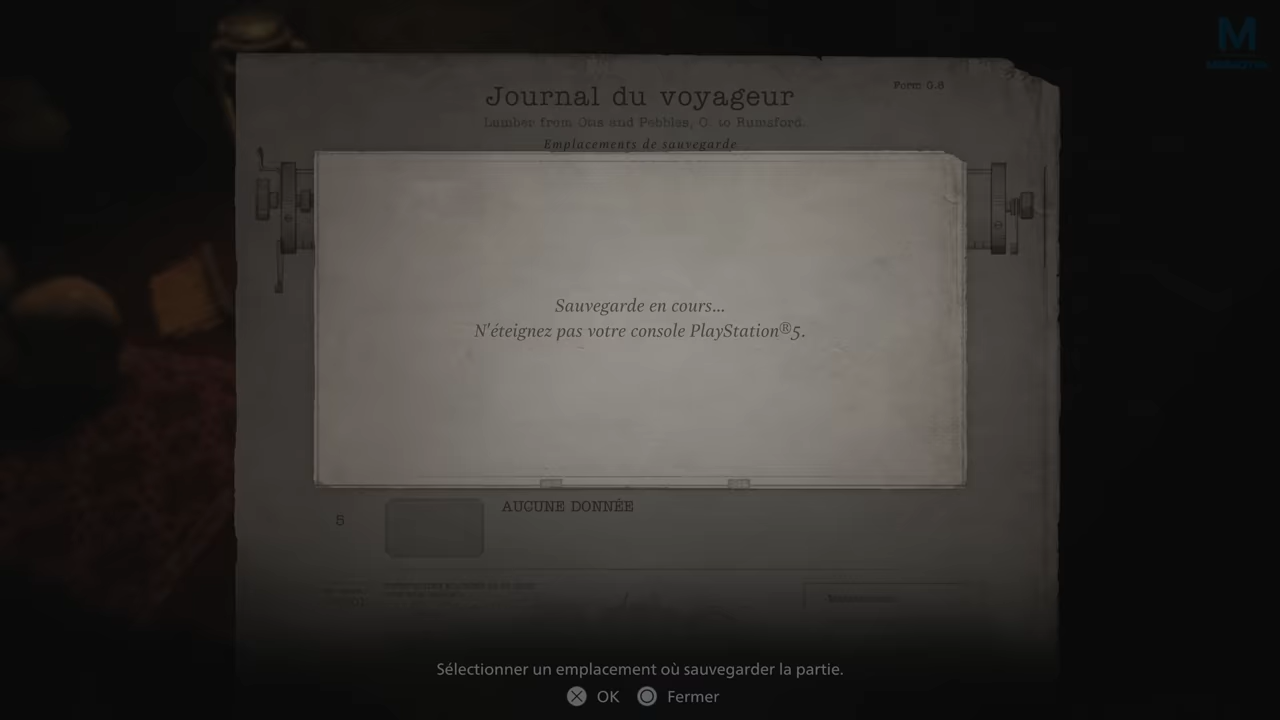 M
Form G.8
Journal du voyageur
Lumber from Otis and Pebbles, O. to Rumsford.
Emplacements de sauvegarde
Sauvegarde en cours...
N'éteignez pas votre console PlayStation®5.
5
AUCUNE DONNÉE
Sélectionner un emplacement où sauvegarder la partie.
OK Fermer